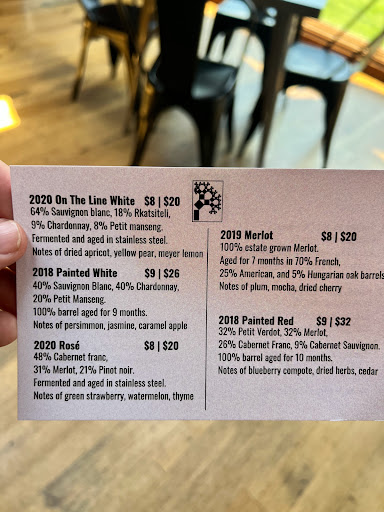 2020 On The Line White $8 | $20
64% Sauvignon blanc, 18% Rkatsiteli,
9% Chardonnay, 8% Petit manseng.
Fermented and aged in stainless steel.
Notes of dried apricot, yellow pear, meyer lemon
2018 Painted White $9 | $26
40% Sauvignon Blanc, 40% Chardonnay,
20% Petit Manseng.
100% barrel aged for 9 months.
Notes of persimmon, jasmine, caramel apple
2020 Rosé $8 | $20
48% Cabernet franc,
31% Merlot, 21% Pinot noir.
Fermented and aged in stainless steel.
Notes of green strawberry, watermelon, thyme
2019 Merlot $8 | $20
100% estate grown Merlot.
Aged for 7 months in 70% French,
25% American, and 5% Hungarian oak barrels
Notes of plum, mocha, dried cherry
2018 Painted Red $9 | $32
32% Petit Verdot, 32% Merlot,
26% Cabernet Franc, 9% Cabernet Sauvignon.
100% barrel aged for 10 months.
Notes of blueberry compote, dried herbs, cedar